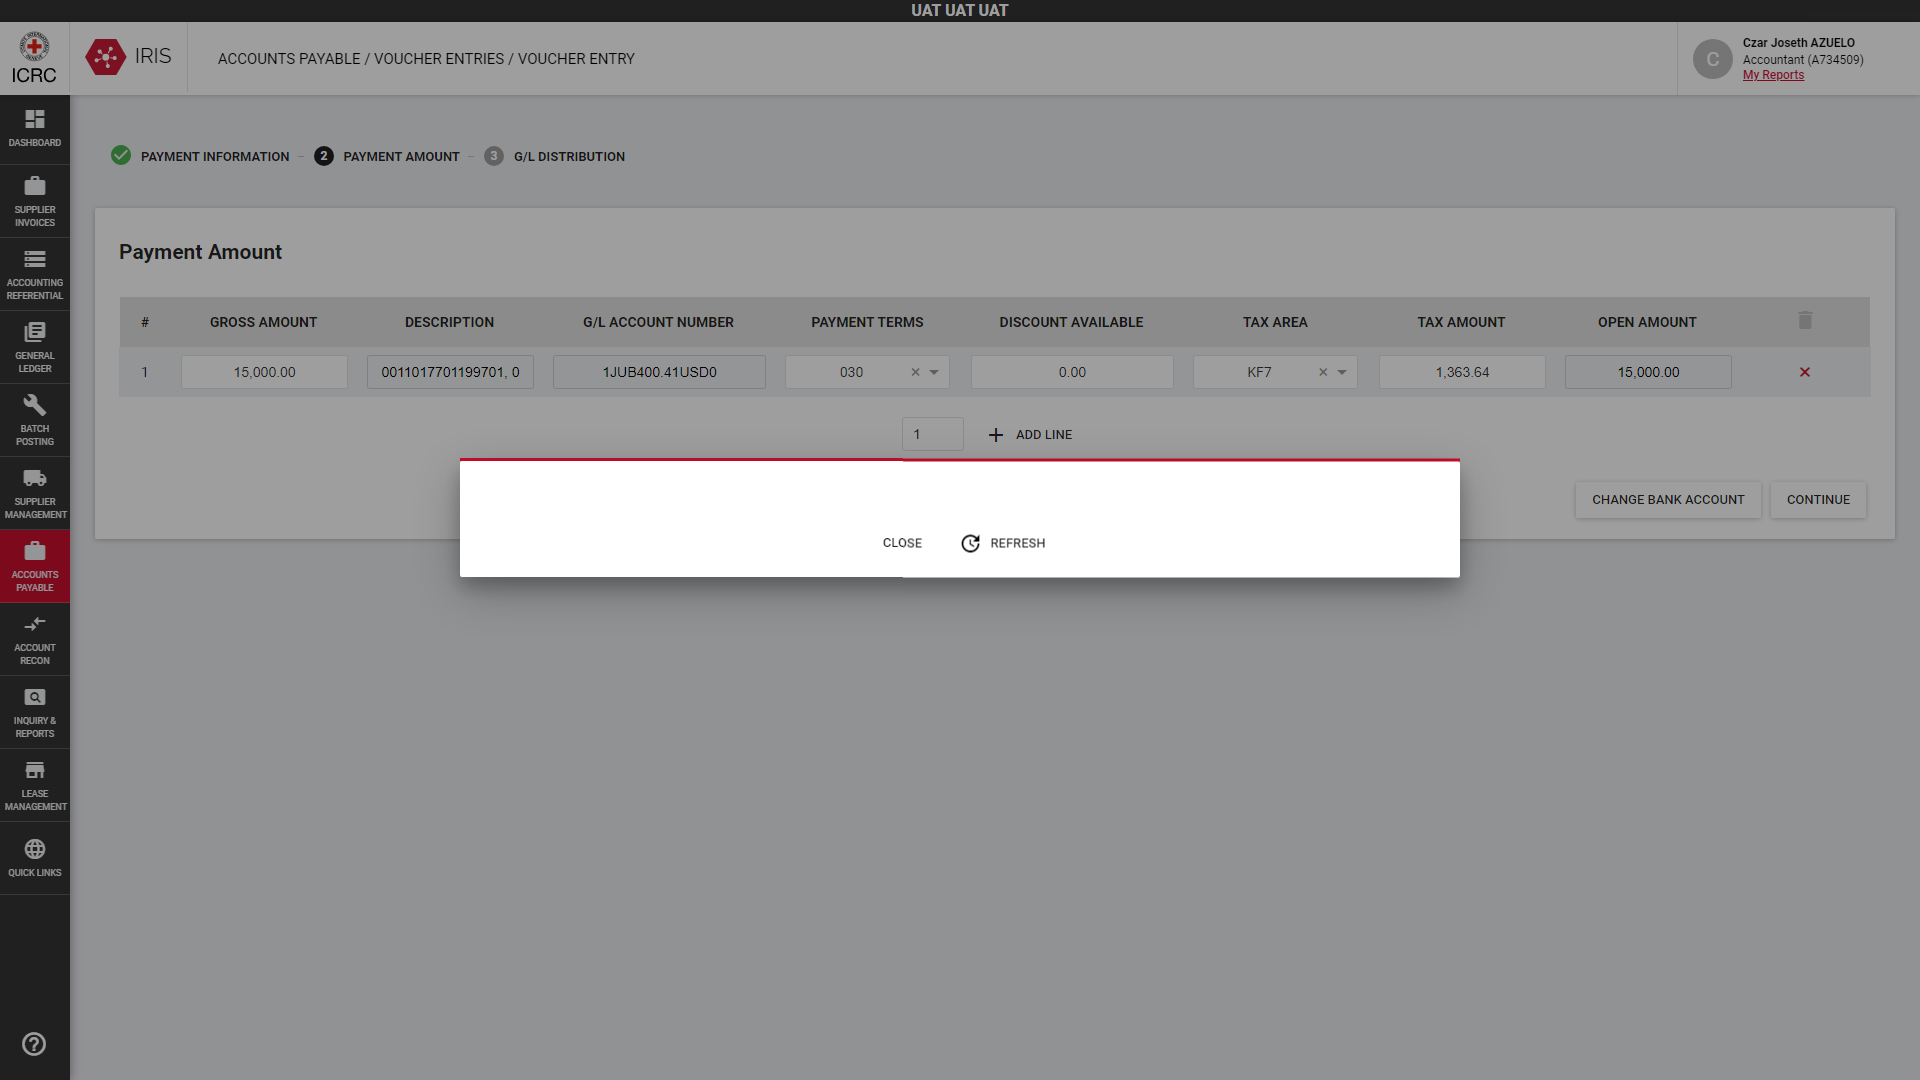 UAT UAT UAT
ICRC
IRIS
ACCOUNTS PAYABLE / VOUCHER ENTRIES / VOUCHER ENTRY
C
Czar Joseth AZUELO
Accountant (A734509)
My Reports
DASHBOARD
SUPPLIER
INVOICES
ACCOUNTING
REFERENTIAL
GENERAL
LEDGER
BATCH
POSTING
SUPPLIER
MANAGEMENT
ACCOUNTS
PAYABLE
ACCOUNT
RECON
INQUIRY &
REPORTS
LEASE
MANAGEMENT
QUICK LINKS
PAYMENT INFORMATION – 2 PAYMENT AMOUNT – 3 G/L DISTRIBUTION
Payment Amount
# GROSS AMOUNT DESCRIPTION G/L ACCOUNT NUMBER PAYMENT TERMS DISCOUNT AVAILABLE TAX AREA TAX AMOUNT OPEN AMOUNT
1 15,000.00 0011017701199701, 0 1JUB400.41USD0 030 0.00 KF7 1,363.64 15,000.00
1 ADD LINE
CHANGE BANK ACCOUNT CONTINUE
CLOSE REFRESH